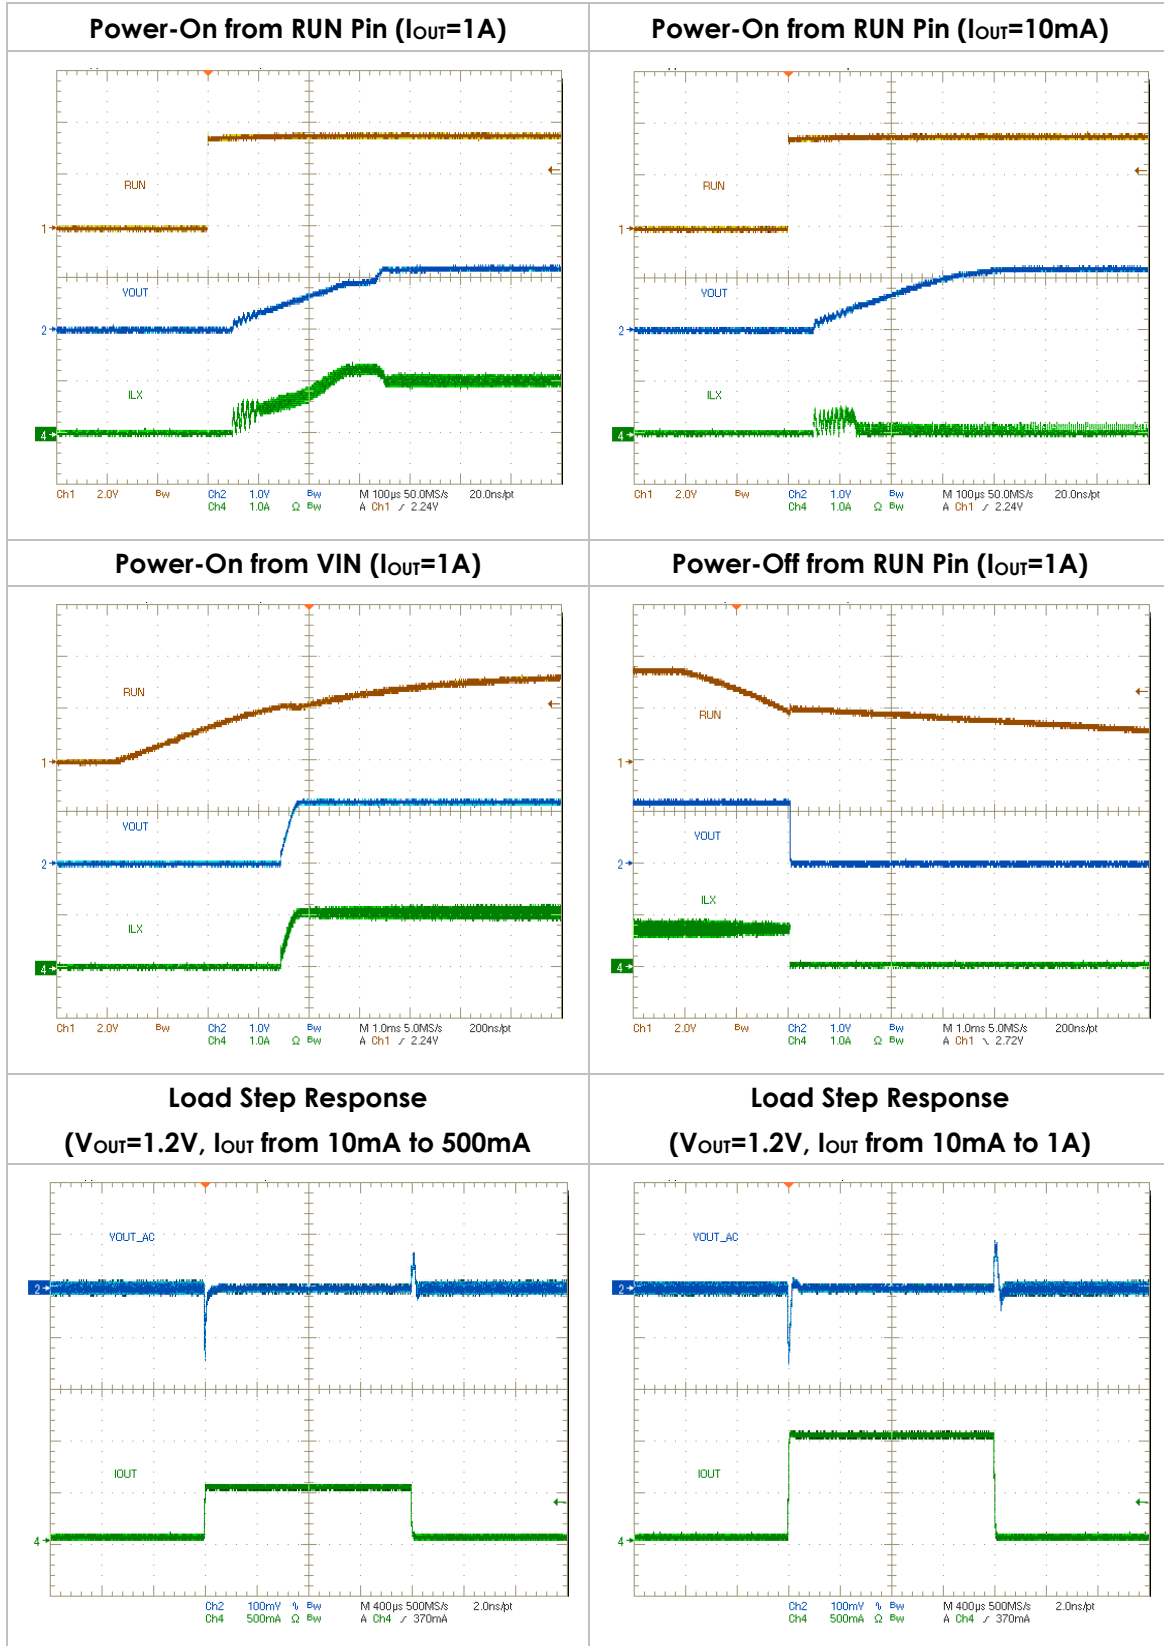 Power-On from RUN Pin (IOUT=1A)
Power-On from RUN Pin (IOUT=10mA)
RUN
1
VOUT
2
ILX
4
Ch1 2.0V Bw Ch2 1.0V Bw M 100µs 50.0MS/s 20.0ns/pt
Ch4 1.0A Ω Bw A Ch1 / 2.24V
RUN
1
VOUT
2
ILX
4
Ch1 2.0V Bw Ch2 1.0V Bw M 100µs 50.0MS/s 20.0ns/pt
Ch4 1.0A Ω Bw A Ch1 / 2.24V
Power-On from VIN (IOUT=1A)
Power-Off from RUN Pin (IOUT=1A)
RUN
1
VOUT
2
ILX
4
Ch1 2.0V Bw Ch2 1.0V Bw M 1.0ms 5.0MS/s 200ns/pt
Ch4 1.0A Ω Bw A Ch1 / 2.24V
RUN
1
VOUT
2
ILX
4
Ch1 2.0V Bw Ch2 1.0V Bw M 1.0ms 5.0MS/s 200ns/pt
Ch4 1.0A Ω Bw A Ch1 \ 2.72V
Load Step Response
(VOUT=1.2V, IOUT from 10mA to 500mA
Load Step Response
(VOUT=1.2V, IOUT from 10mA to 1A)
VOUT_AC
2
IOUT
4
Ch2 100mV ∿ Bw M 400µs 500MS/s 2.0ns/pt
Ch4 500mA Ω Bw A Ch4 / 370mA
VOUT_AC
2
IOUT
4
Ch2 100mV ∿ Bw M 400µs 500MS/s 2.0ns/pt
Ch4 500mA Ω Bw A Ch4 / 370mA